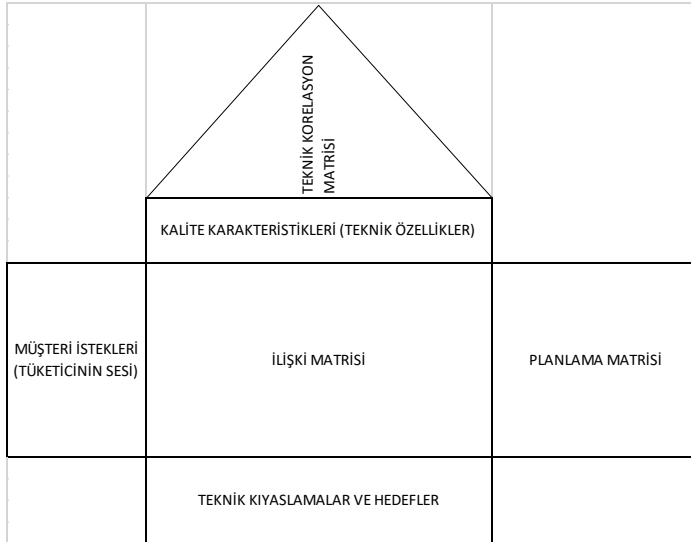 TEKNİK KORELASYON
MATRİSİ
KALİTE KARAKTERİSTİKLERİ (TEKNİK ÖZELLİKLER)
MÜŞTERİ İSTEKLERİ
(TÜKETİCİNİN SESİ)
İLİŞKİ MATRİSİ
PLANLAMA MATRİSİ
TEKNİK KIYASLAMALAR VE HEDEFLER